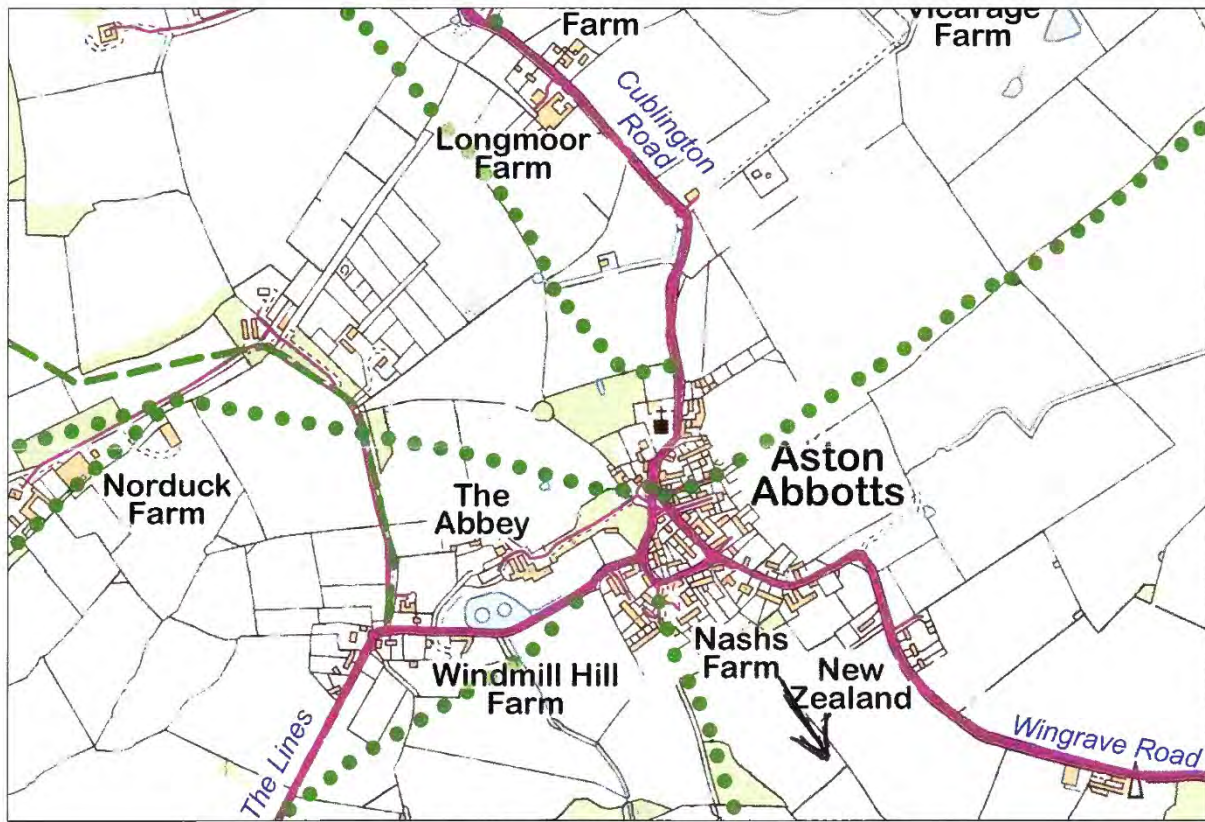 Farm
Vicarage
Farm
Cublington
Road
Longmoor
Farm
Norduck
Farm
The
Abbey
Aston
Abbotts
Windmill Hill
Farm
Nashs
Farm
New
Zealand
The Lines
Wingrave Road